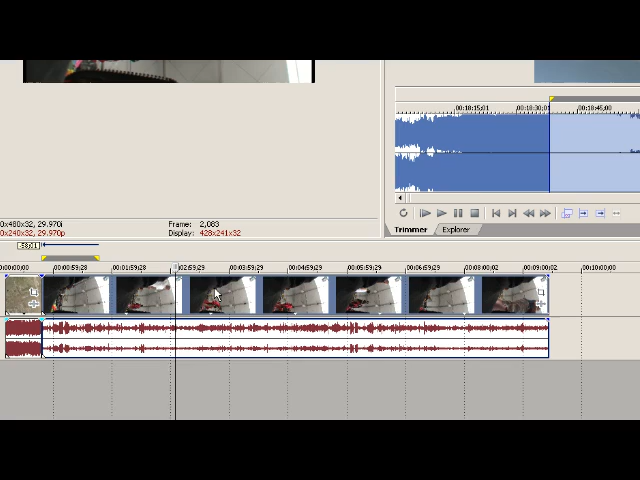 00:18:15;01 00:18:30;01 00:18:45;00
0x480x32, 29.970i Frame: 2,083
0x240x32, 29.970p Display: 428x241x32
Trimmer Explorer
0:00:00;00 00:00:59;28 00:01:59;28 00:02:59;29 00:03:59;29 00:04:59;29 00:05:59;29 00:06:59;29 00:08:00;02 00:09:00;02 00:10:00;02